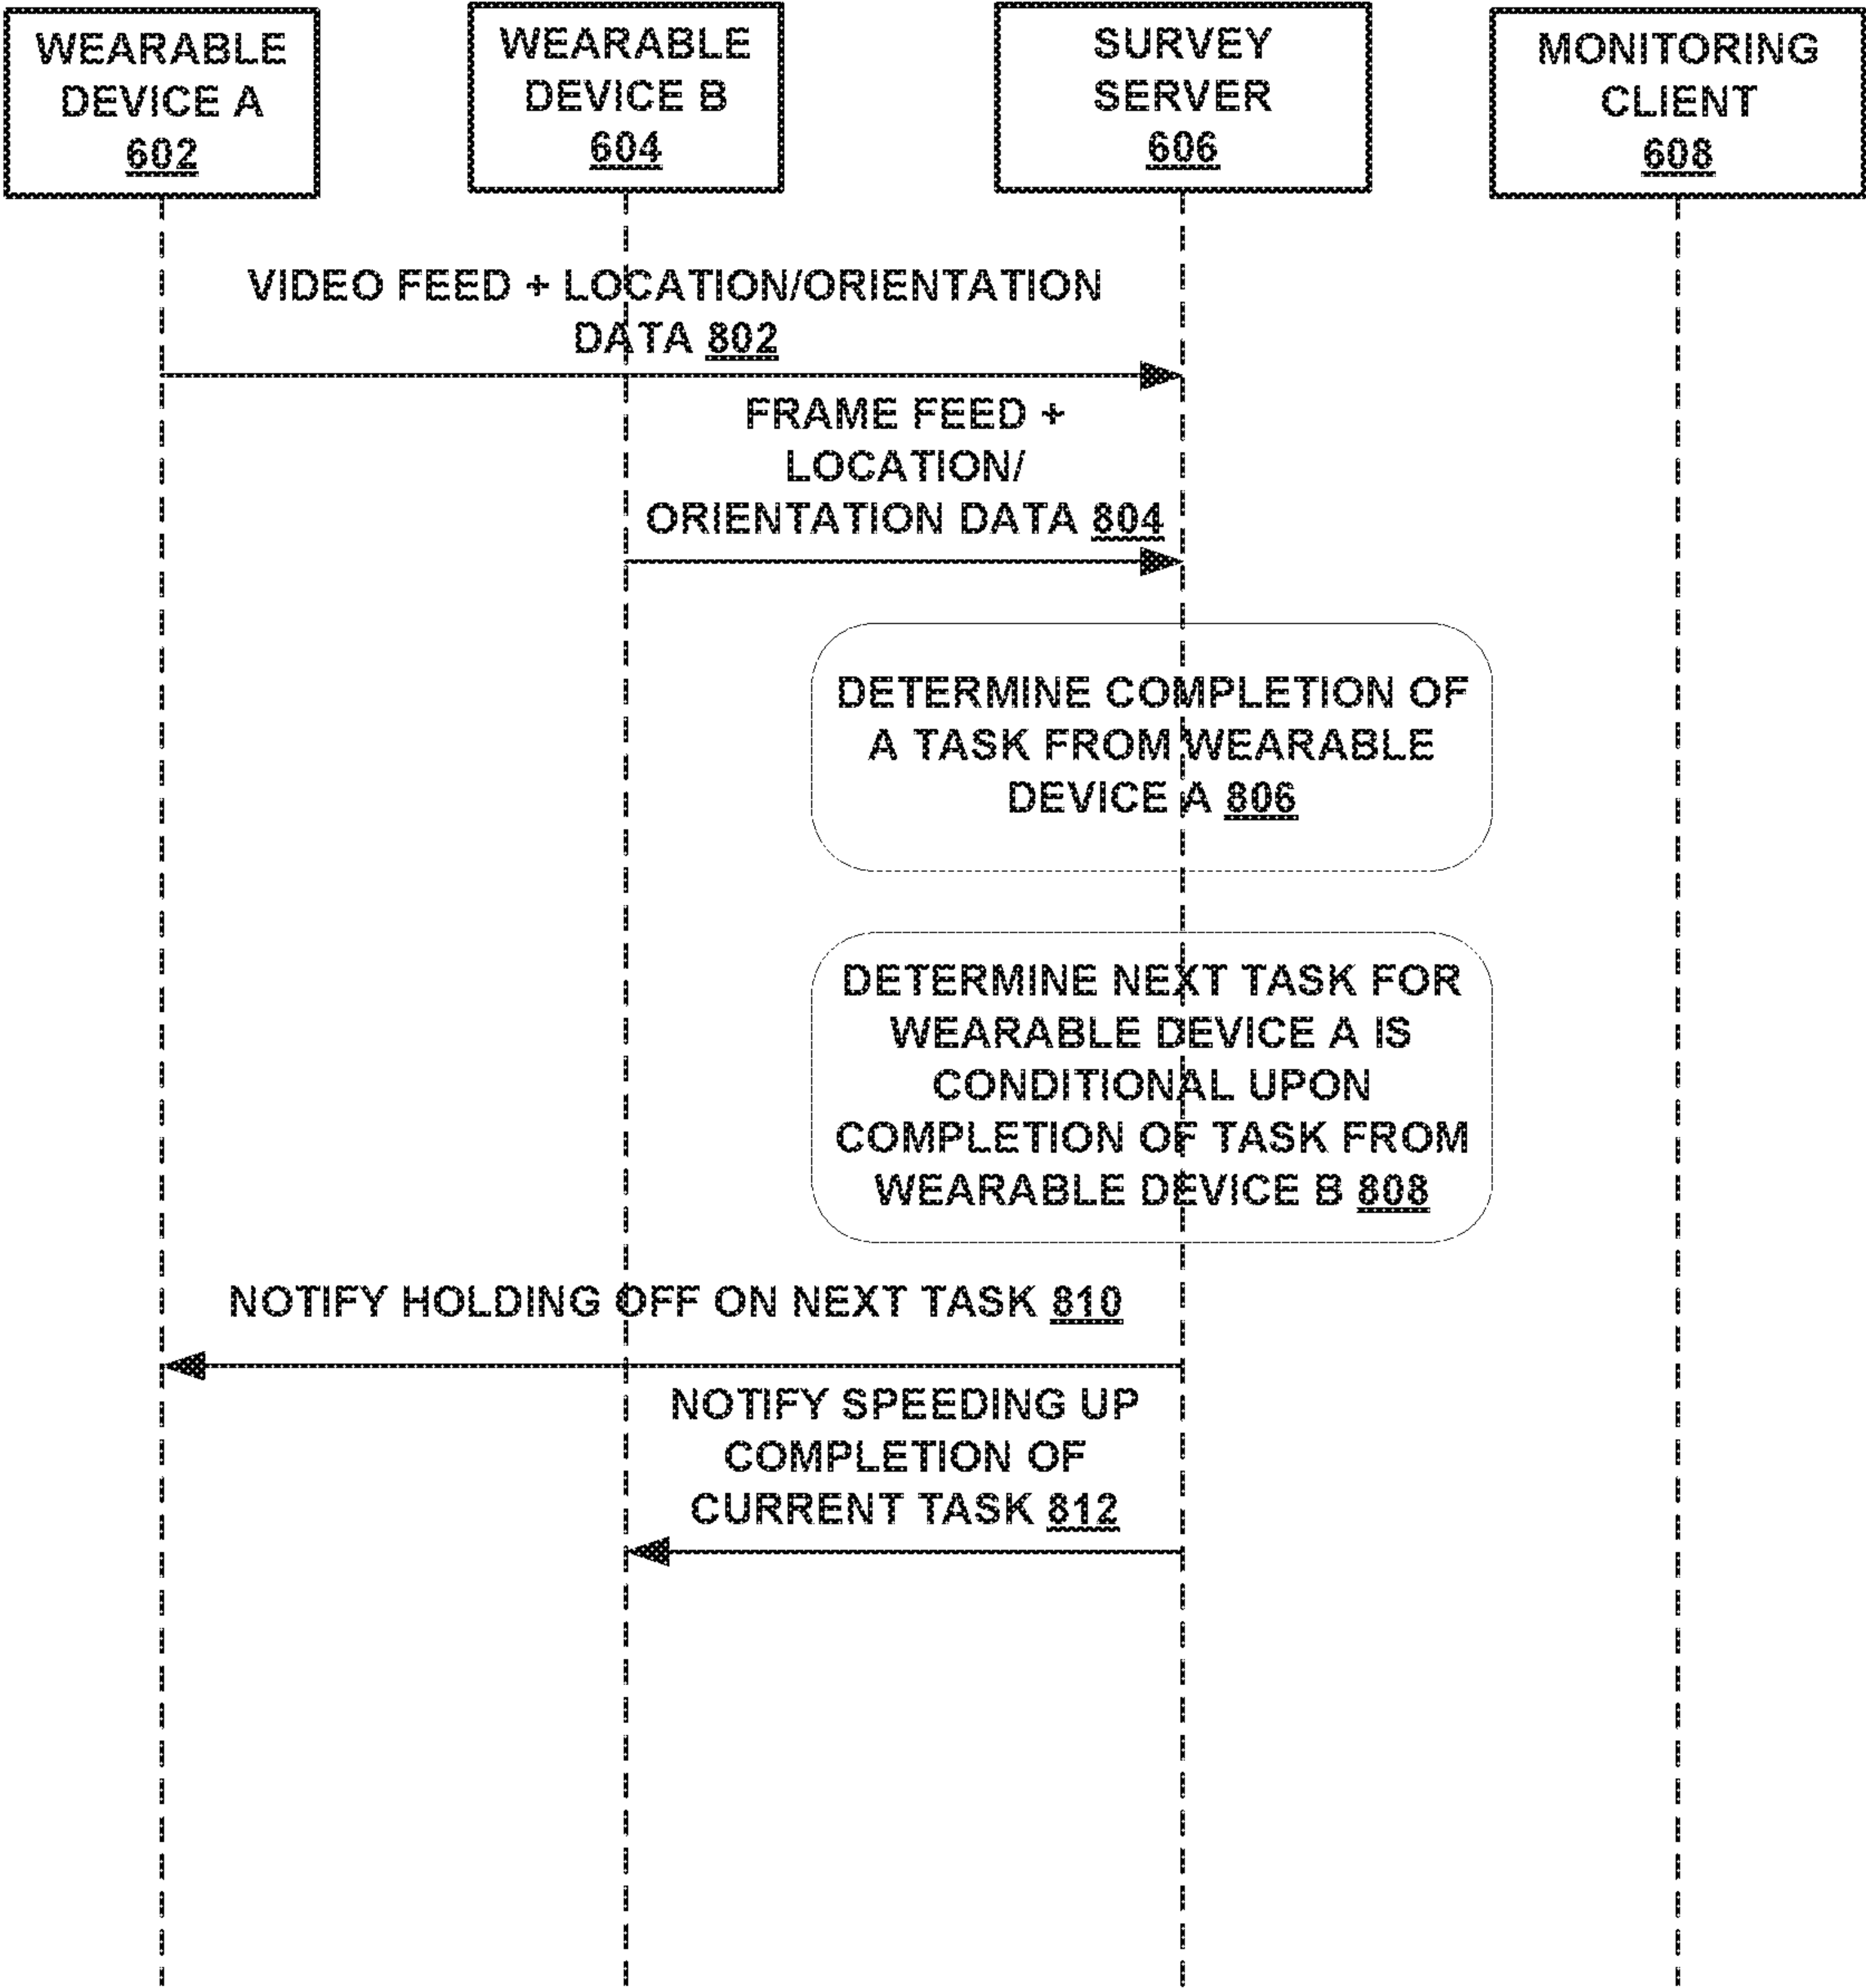 WEARABLE
DEVICE A
602
WEARABLE
DEVICE B
604
SURVEY
SERVER
606
MONITORING
CLIENT
608
VIDEO FEED + LOCATION/ORIENTATION
DATA 802
FRAME FEED +
LOCATION/
ORIENTATION DATA 804
DETERMINE COMPLETION OF
A TASK FROM WEARABLE
DEVICE A 806
DETERMINE NEXT TASK FOR
WEARABLE DEVICE A IS
CONDITIONAL UPON
COMPLETION OF TASK FROM
WEARABLE DEVICE B 808
NOTIFY HOLDING OFF ON NEXT TASK 810
NOTIFY SPEEDING UP
COMPLETION OF
CURRENT TASK 812